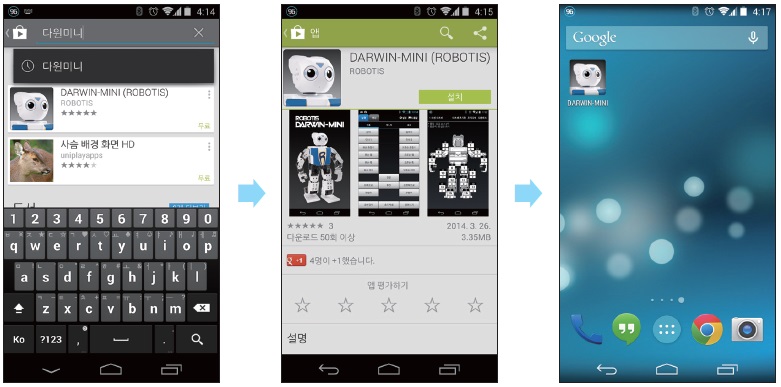 96
4:14
다윈미니
다윈미니
DARWIN-MINI (ROBOTIS)
ROBOTIS
무료
사슴 배경 화면 HD
uniplayapps
무료
1 2 3 4 5 6 7 8 9 0
q w e r t y u i o p
a s d f g h j k l
z x c v b n m
Ko ?123 , .
96
4:15
앱
DARWIN-MINI (ROBOTIS)
ROBOTIS
설치
ROBOTIS
DARWIN-MINI
3
2014. 3. 26.
다운로드 50회 이상
3.35MB
+1
4명이 +1했습니다.
앱 평가하기
설명
96
4:17
Google
DARWIN-MINI